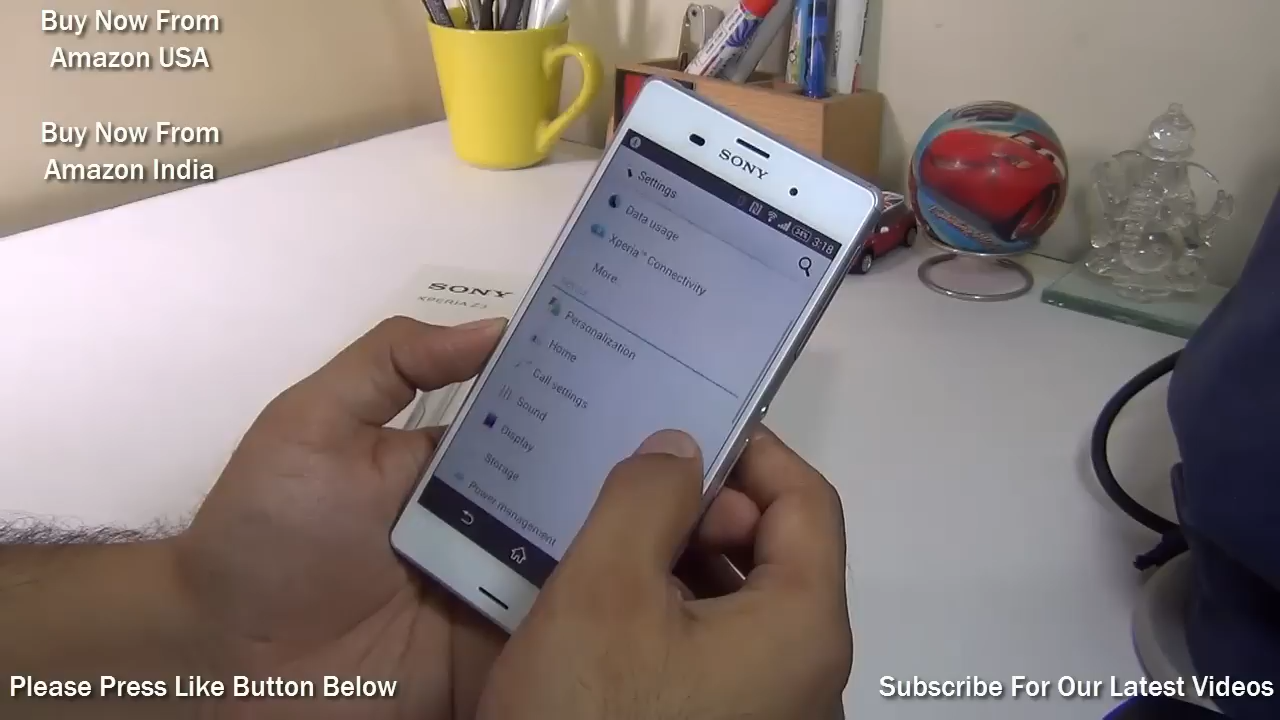 Buy Now From
Amazon USA
Buy Now From
Amazon India
SONY
3:18
Settings
Data usage
Xperia™ Connectivity
More
Personalization
Home
Call settings
Sound
Display
Storage
Power management
SONY
XPERIA Z3
Please Press Like Button Below
Subscribe For Our Latest Videos